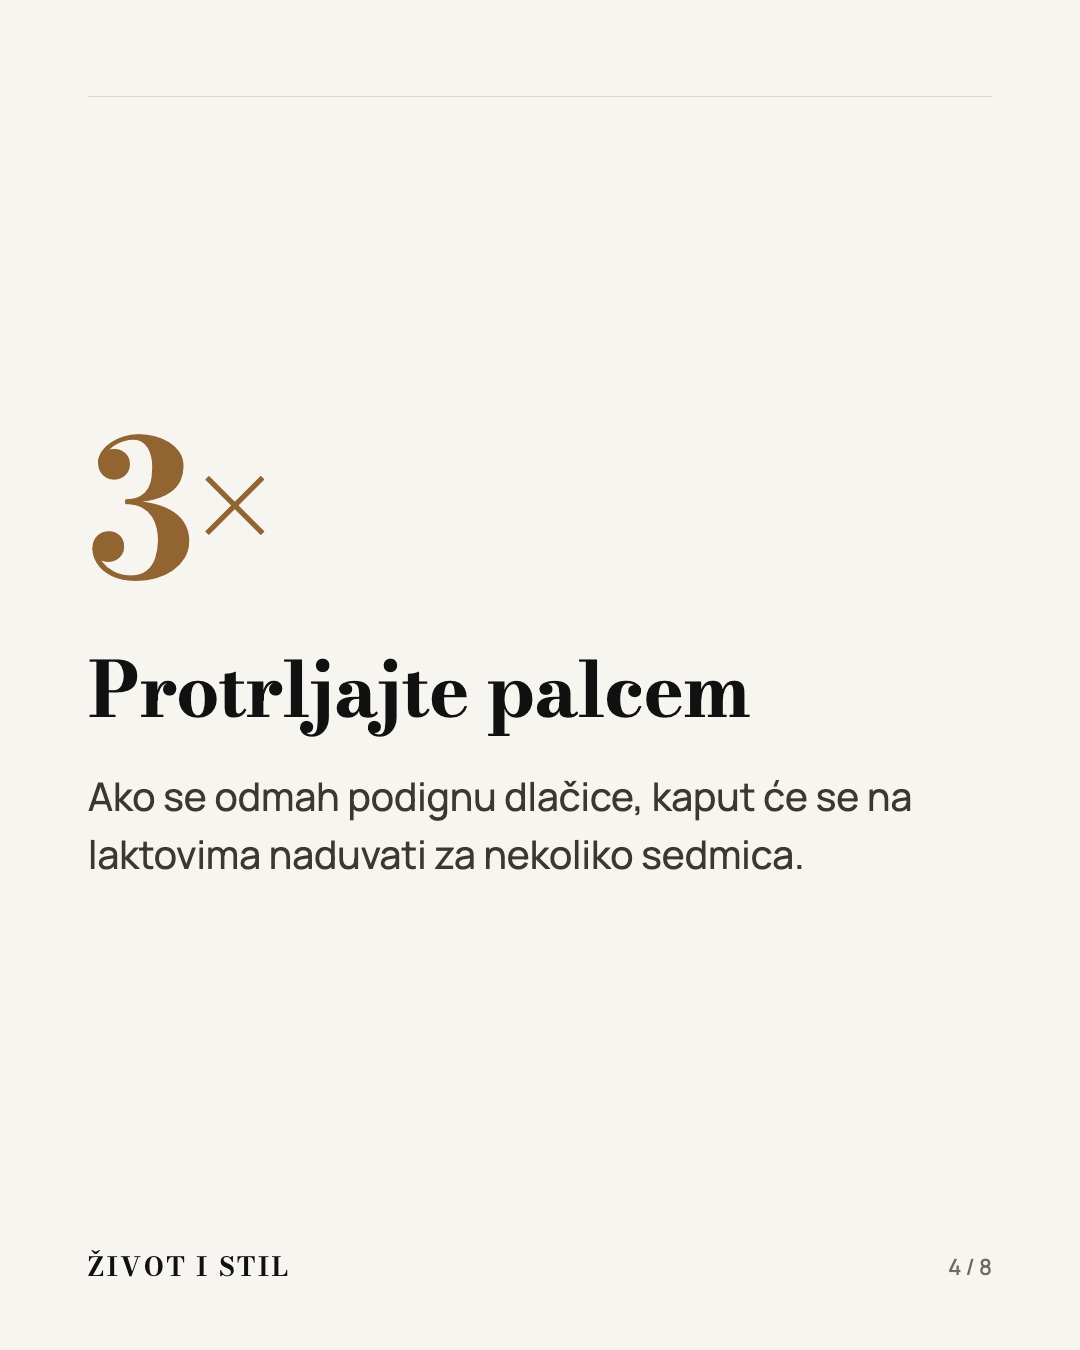 3×
Protrljajte palcem
Ako se odmah podignu dlačice, kaput će se na
laktovima naduvati za nekoliko sedmica.
ŽIVOT I STIL
4 / 8